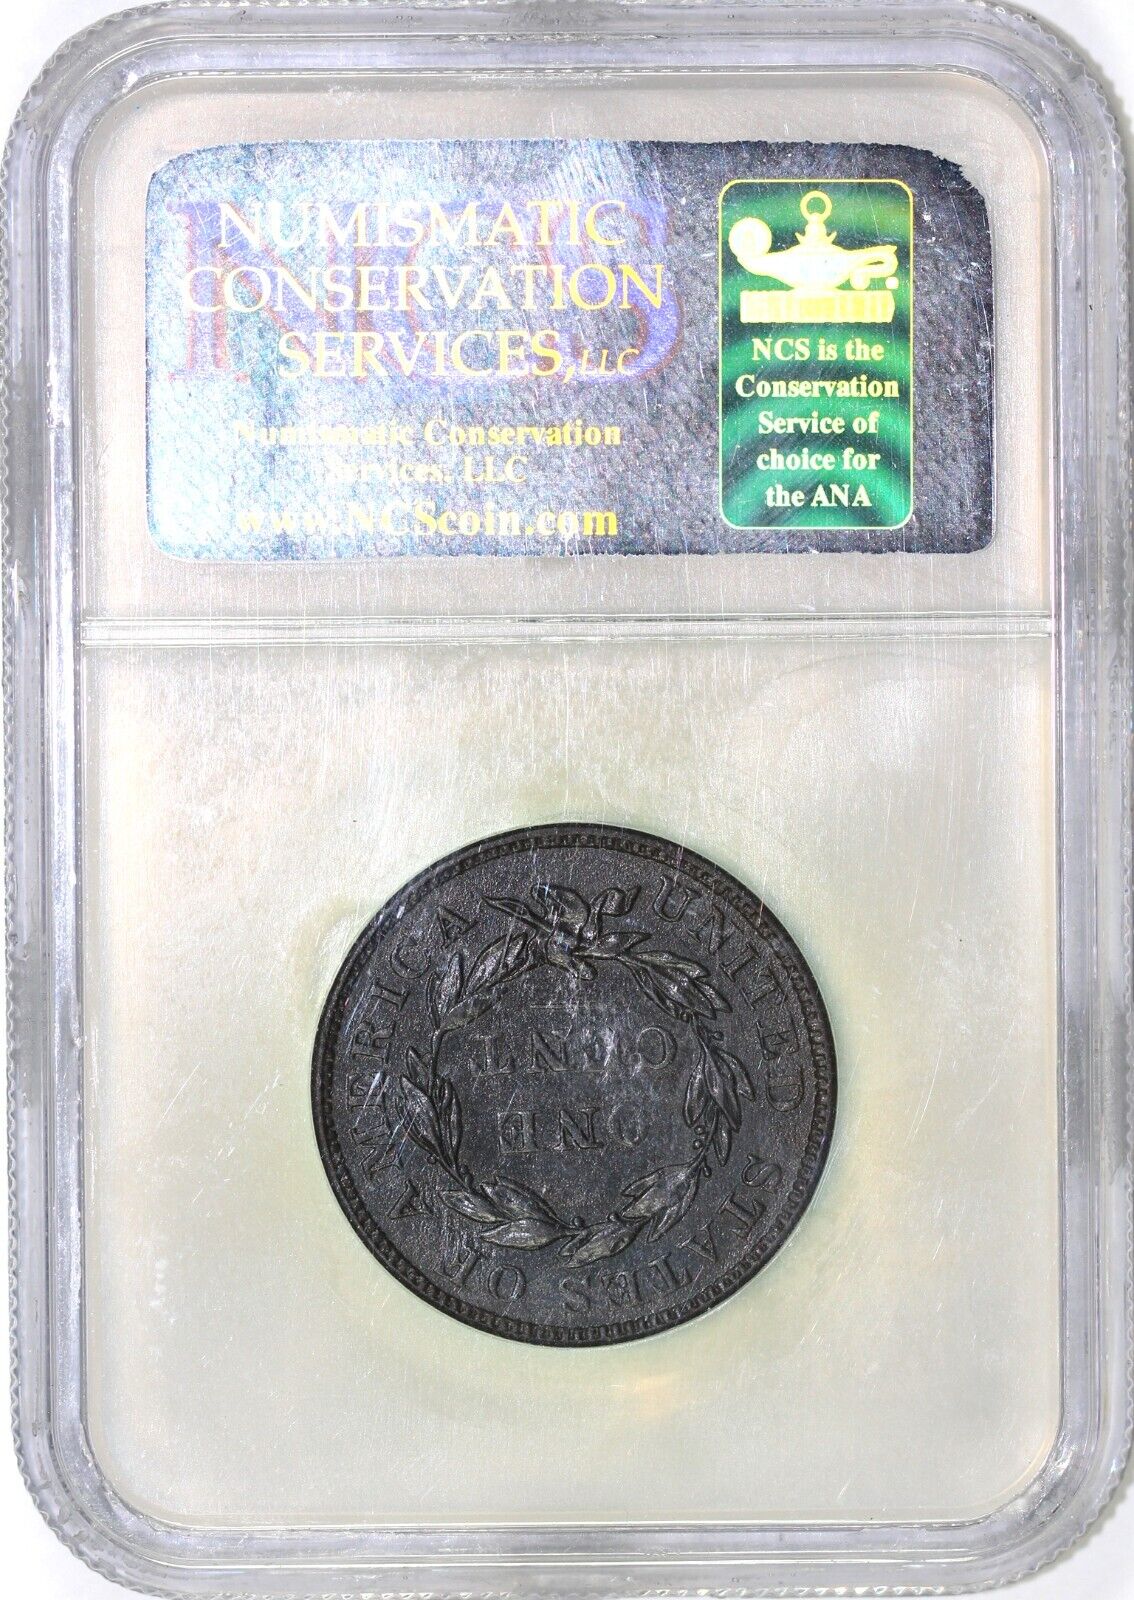 NUMISMATIC
CONSERVATION
SERVICES, LLC
Numismatic Conservation
Services, LLC
www.NCScoin.com
NCS is the
Conservation
Service of
choice for
the ANA
NCS
UNITED STATES OF AMERICA
ONE
CENT